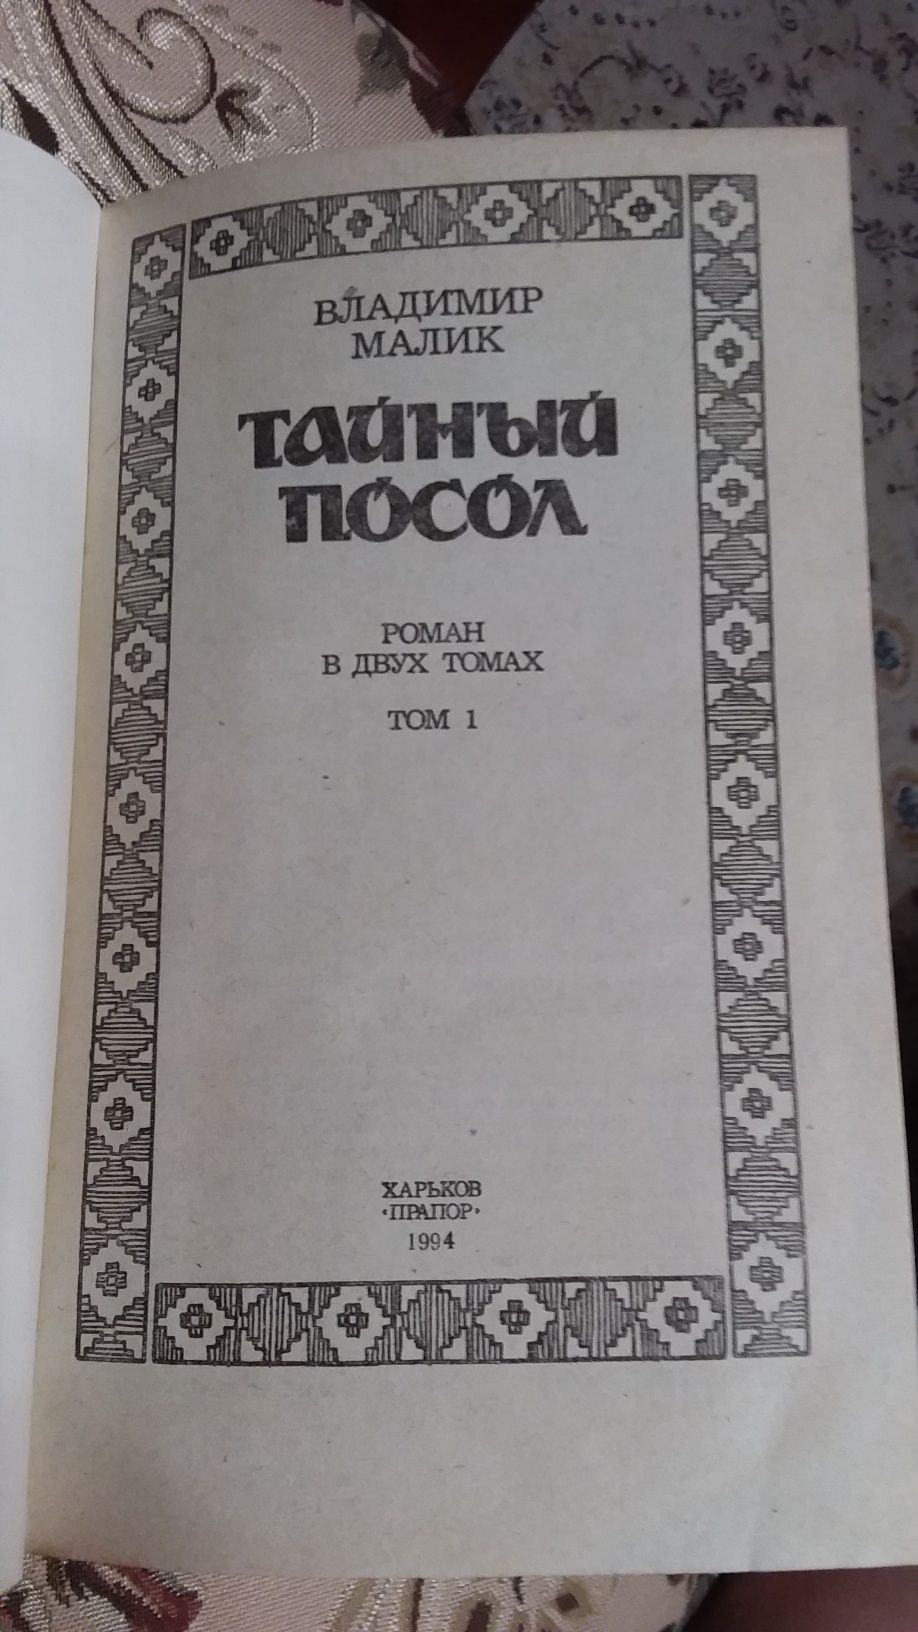 ВЛАДИМИР
МАЛИК
ТАЙНЫЙ
ПОСОЛ
РОМАН
В ДВУХ ТОМАХ
ТОМ 1
ХАРЬКОВ
«ПРАПОР»
1994